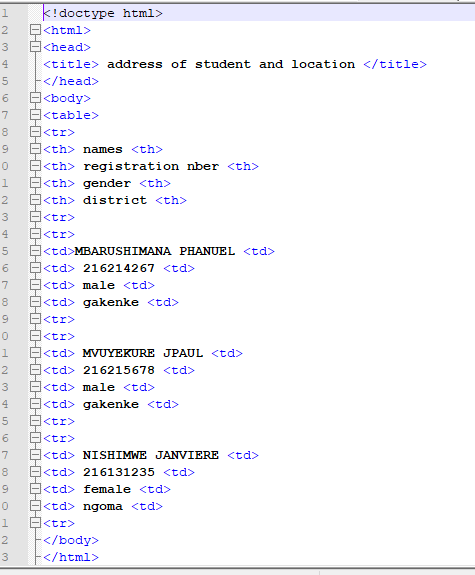 1 <!doctype html>
2 <html>
3 <head>
4 <title> address of student and location </title>
5 </head>
6 <body>
7 <table>
8 <tr>
9 <th> names <th>
0 <th> registration nber <th>
1 <th> gender <th>
2 <th> district <th>
3 <tr>
4 <tr>
5 <td>MBARUSHIMANA PHANUEL <td>
6 <td> 216214267 <td>
7 <td> male <td>
8 <td> gakenke <td>
9 <tr>
0 <tr>
1 <td> MVUYEKURE JPAUL <td>
2 <td> 216215678 <td>
3 <td> male <td>
4 <td> gakenke <td>
5 <tr>
6 <tr>
7 <td> NISHIMWE JANVIERE <td>
8 <td> 216131235 <td>
9 <td> female <td>
0 <td> ngoma <td>
1 <tr>
2 </body>
3 </html>